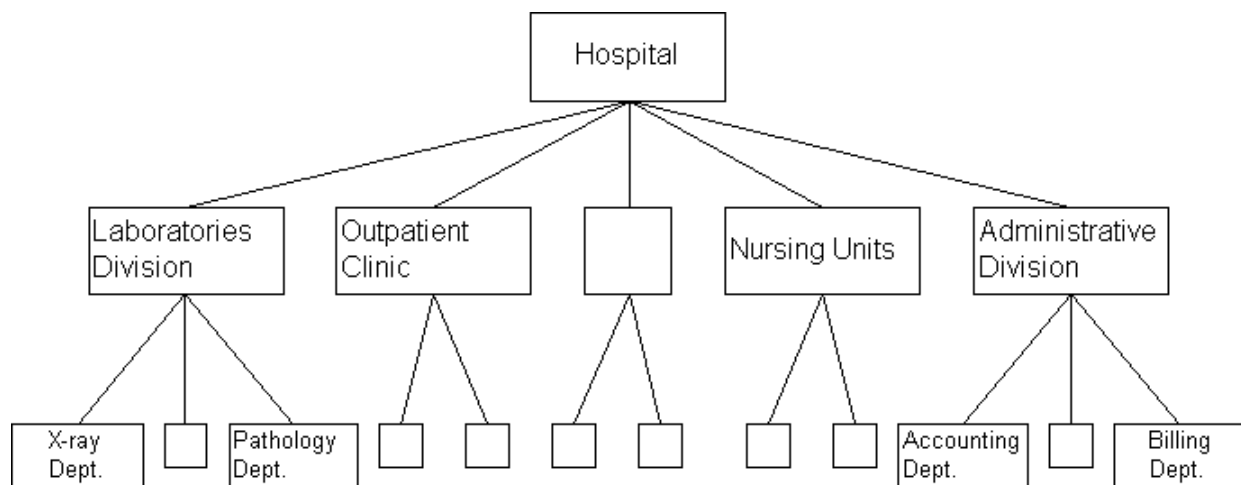 Hospital
Laboratories
Division
Outpatient
Clinic
Nursing Units
Administrative
Division
X-ray
Dept.
Pathology
Dept.
Accounting
Dept.
Billing
Dept.